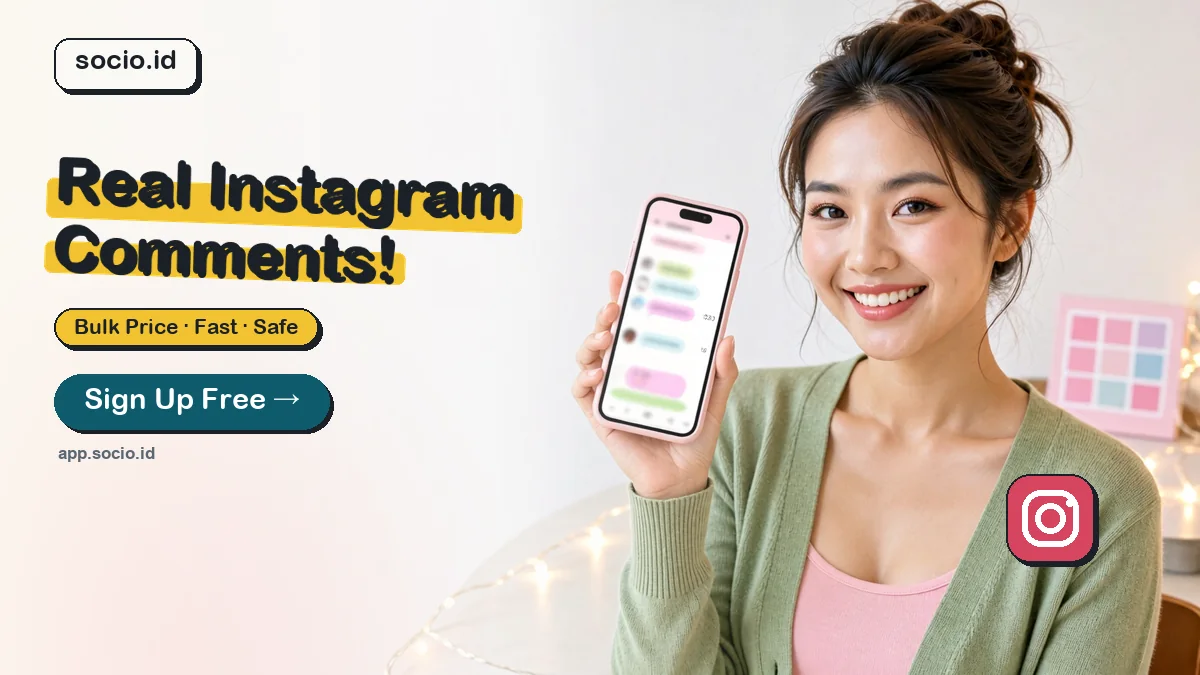 socio.id
Real Instagram
Comments!
Bulk Price · Fast · Safe
Sign Up Free →
app.socio.id